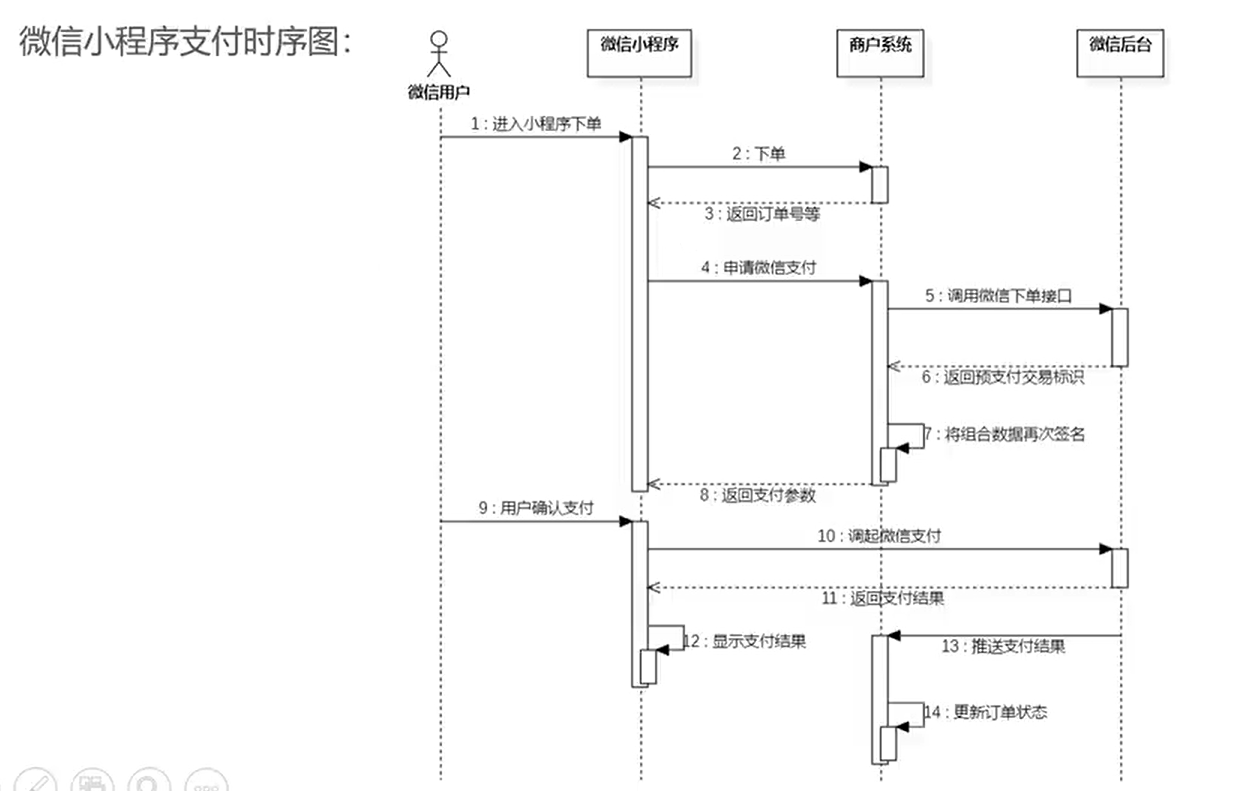 微信小程序支付时序图：
微信小程序
商户系统
微信后台
微信用户
1 : 进入小程序下单
2 : 下单
3 : 返回订单号等
4 : 申请微信支付
5 : 调用微信下单接口
6 : 返回预支付交易标识
7 : 将组合数据再次签名
8 : 返回支付参数
9 : 用户确认支付
10 : 调起微信支付
11 : 返回支付结果
12 : 显示支付结果
13 : 推送支付结果
14 : 更新订单状态